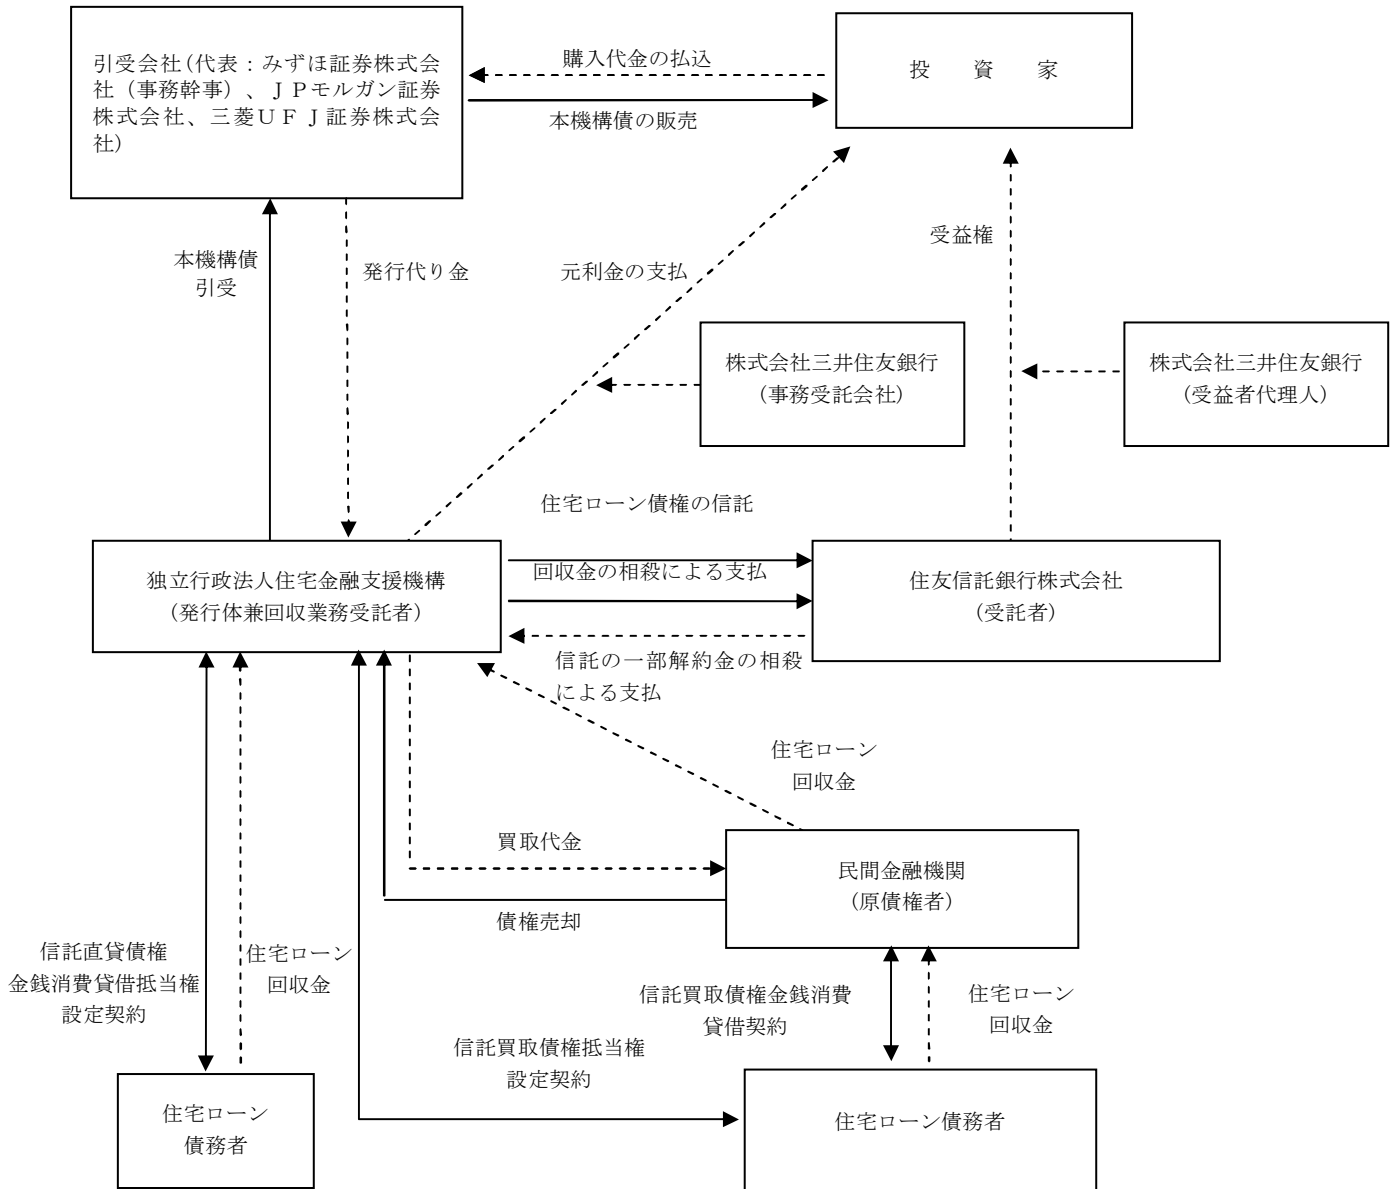 引受会社（代表：みずほ証券株式会
社（事務幹事）、ＪＰモルガン証券
株式会社、三菱ＵＦＪ証券株式会
社）
購入代金の払込
本機構債の販売
投　資　家
本機構債
引受
発行代り金
元利金の支払
受益権
株式会社三井住友銀行
（事務受託会社）
株式会社三井住友銀行
（受益者代理人）
住宅ローン債権の信託
独立行政法人住宅金融支援機構
（発行体兼回収業務受託者）
回収金の相殺による支払
住友信託銀行株式会社
（受託者）
信託の一部解約金の相殺
による支払
住宅ローン
回収金
買取代金
民間金融機関
（原債権者）
債権売却
信託直貸債権
金銭消費貸借抵当権
設定契約
住宅ローン
回収金
信託買取債権金銭消費
貸借契約
住宅ローン
回収金
信託買取債権抵当権
設定契約
住宅ローン
債務者
住宅ローン債務者